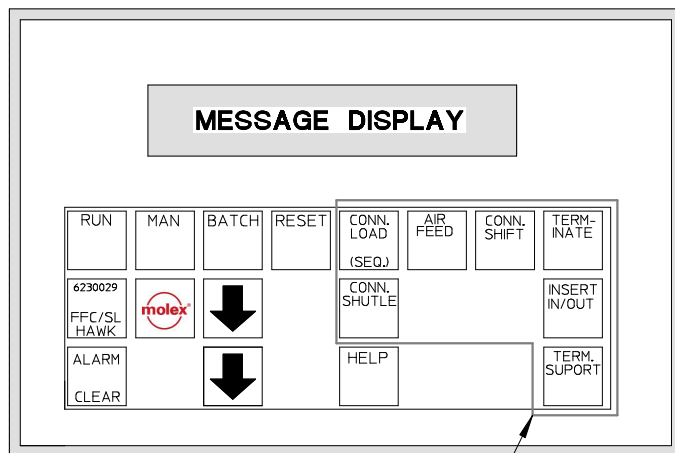 MESSAGE DISPLAY
RUN
MAN
BATCH
RESET
CONN.
LOAD
(SEQ.)
AIR
FEED
CONN.
SHIFT
TERM-
INATE
6230029
FFC/SL
HAWK
molex®
CONN.
SHUTLE
INSERT
IN/OUT
ALARM
CLEAR
HELP
TERM.
SUPORT